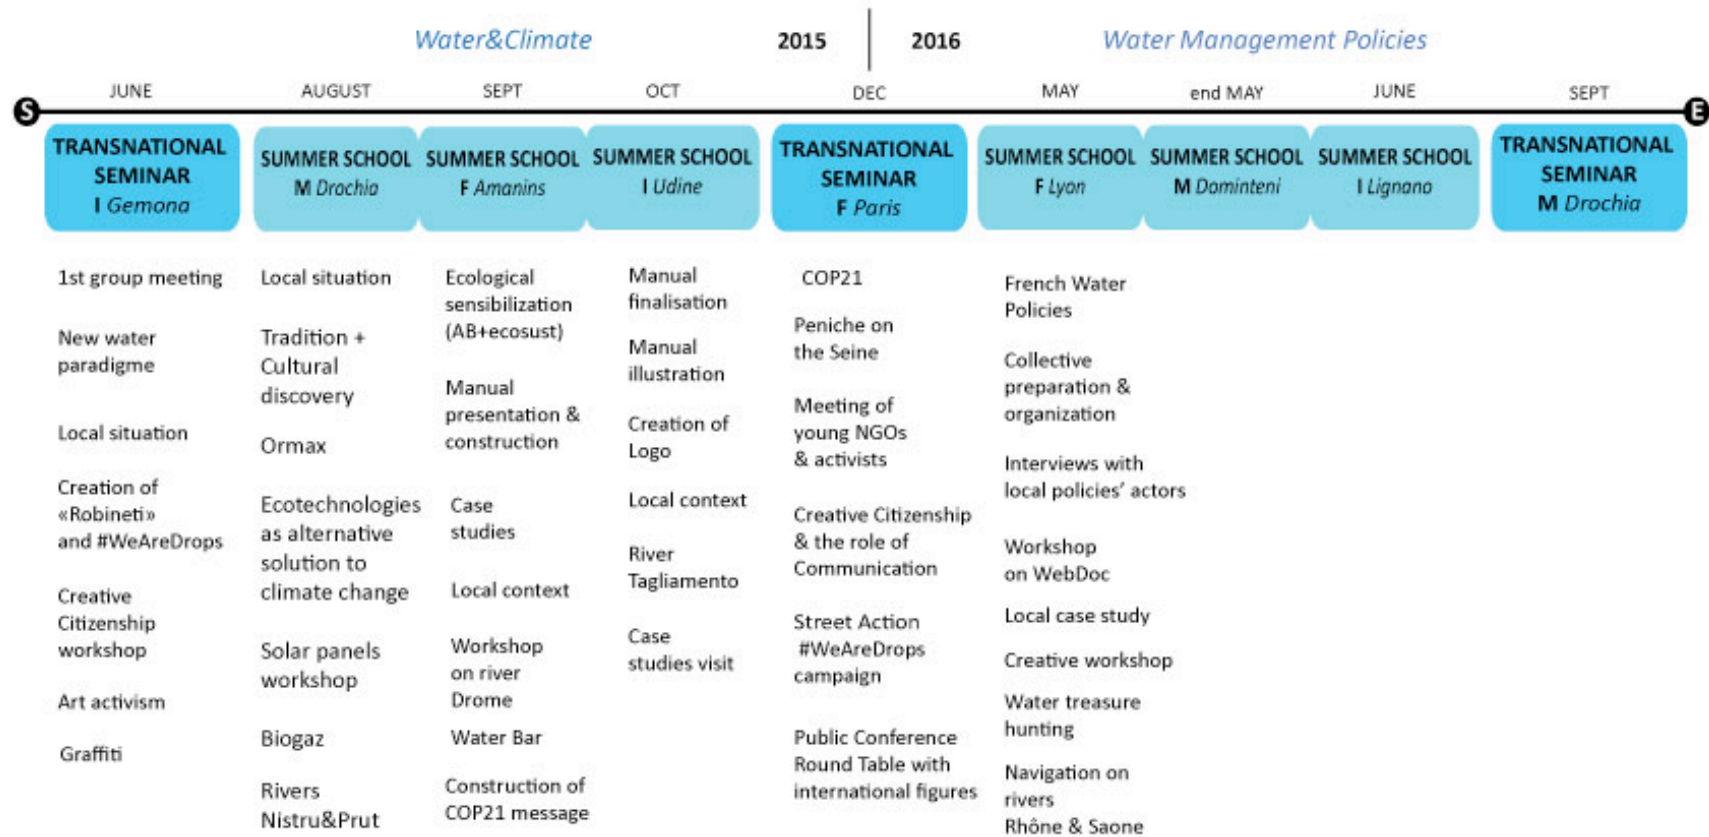 Water&Climate
2015
2016
Water Management Policies
JUNE
AUGUST
SEPT
OCT
DEC
MAY
end MAY
JUNE
SEPT
S
E
TRANSNATIONAL
SEMINAR
I Gemona
SUMMER SCHOOL
M Drochia
SUMMER SCHOOL
F Amanins
SUMMER SCHOOL
I Udine
TRANSNATIONAL
SEMINAR
F Paris
SUMMER SCHOOL
F Lyon
SUMMER SCHOOL
M Dominteni
SUMMER SCHOOL
I Lignano
TRANSNATIONAL
SEMINAR
M Drochia
1st group meeting
New water
paradigme
Local situation
Creation of
«Robineti»
and #WeAreDrops
Creative
Citizenship
workshop
Art activism
Graffiti
Local situation
Tradition +
Cultural
discovery
Ormax
Ecotechnologies
as alternative
solution to
climate change
Solar panels
workshop
Biogaz
Rivers
Nistru&Prut
Ecological
sensibilization
(AB+ecosust)
Manual
presentation &
construction
Case
studies
Local context
Workshop
on river
Drome
Water Bar
Construction of
COP21 message
Manual
finalisation
Manual
illustration
Creation of
Logo
Local context
River
Tagliamento
Case
studies visit
COP21
Peniche on
the Seine
Meeting of
young NGOs
& activists
Creative Citizenship
& the role of
Communication
Street Action
#WeAreDrops
campaign
Public Conference
Round Table with
international figures
French Water
Policies
Collective
preparation &
organization
Interviews with
local policies' actors
Workshop
on WebDoc
Local case study
Creative workshop
Water treasure
hunting
Navigation on
rivers
Rhône & Saone